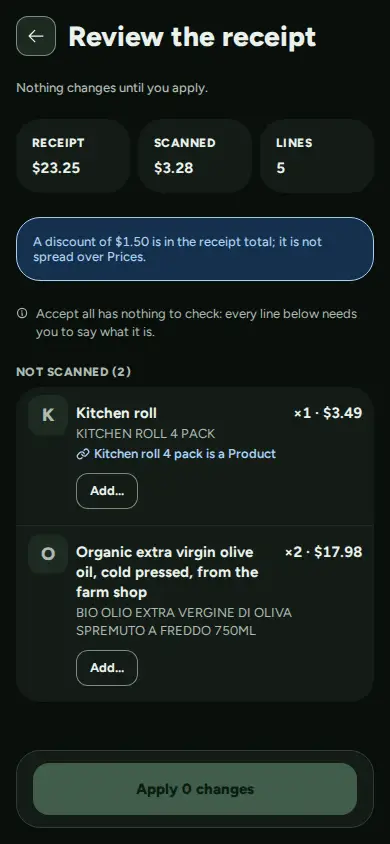 Review the receipt
Nothing changes until you apply.
RECEIPT
$23.25
SCANNED
$3.28
LINES
5
A discount of $1.50 is in the receipt total; it is not
spread over Prices.
Accept all has nothing to check: every line below needs
you to say what it is.
NOT SCANNED (2)
K
Kitchen roll
×1 · $3.49
KITCHEN ROLL 4 PACK
Kitchen roll 4 pack is a Product
Add...
O
Organic extra virgin olive
oil, cold pressed, from the
farm shop
×2 · $17.98
BIO OLIO EXTRA VERGINE DI OLIVA
SPREMUTO A FREDDO 750ML
Add...
Apply 0 changes